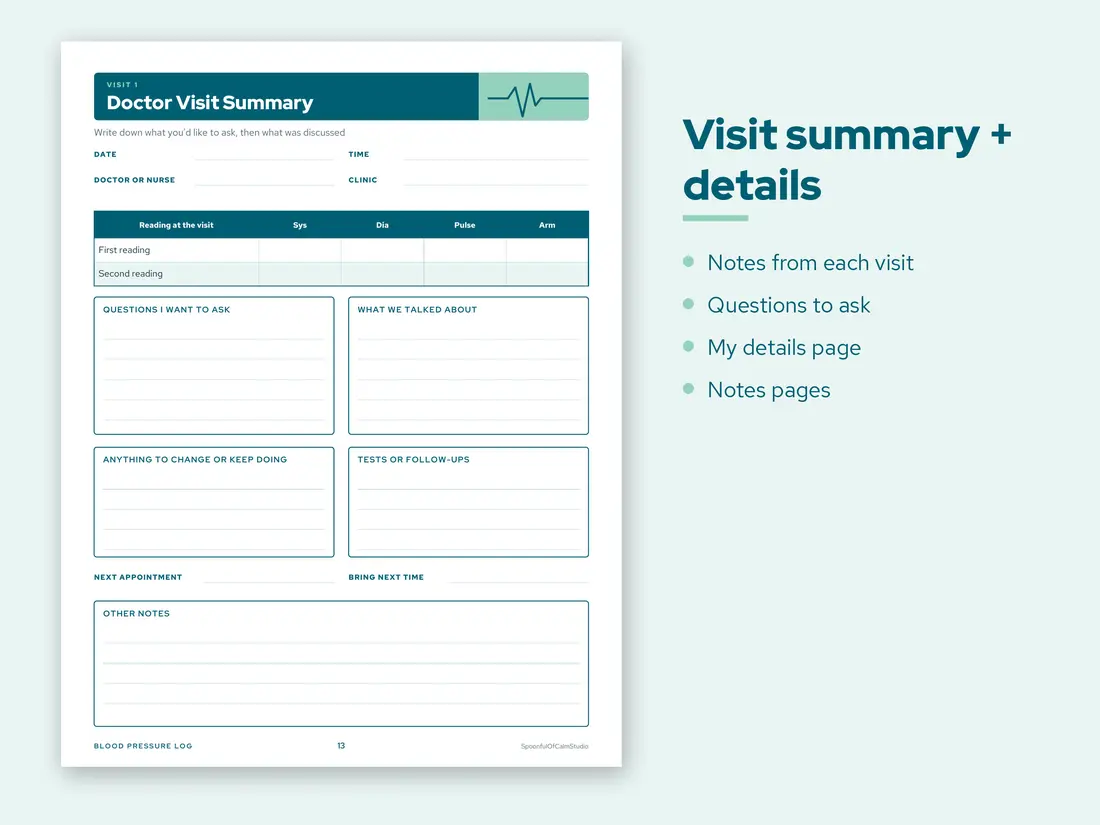 VISIT 1
Doctor Visit Summary
Write down what you'd like to ask, then what was discussed
DATE
TIME
DOCTOR OR NURSE
CLINIC
Reading at the visit Sys Dia Pulse Arm
First reading
Second reading
QUESTIONS I WANT TO ASK
WHAT WE TALKED ABOUT
ANYTHING TO CHANGE OR KEEP DOING
TESTS OR FOLLOW-UPS
NEXT APPOINTMENT
BRING NEXT TIME
OTHER NOTES
BLOOD PRESSURE LOG
13
SpoonfulOfCalmStudio
Visit summary +
details
Notes from each visit
Questions to ask
My details page
Notes pages